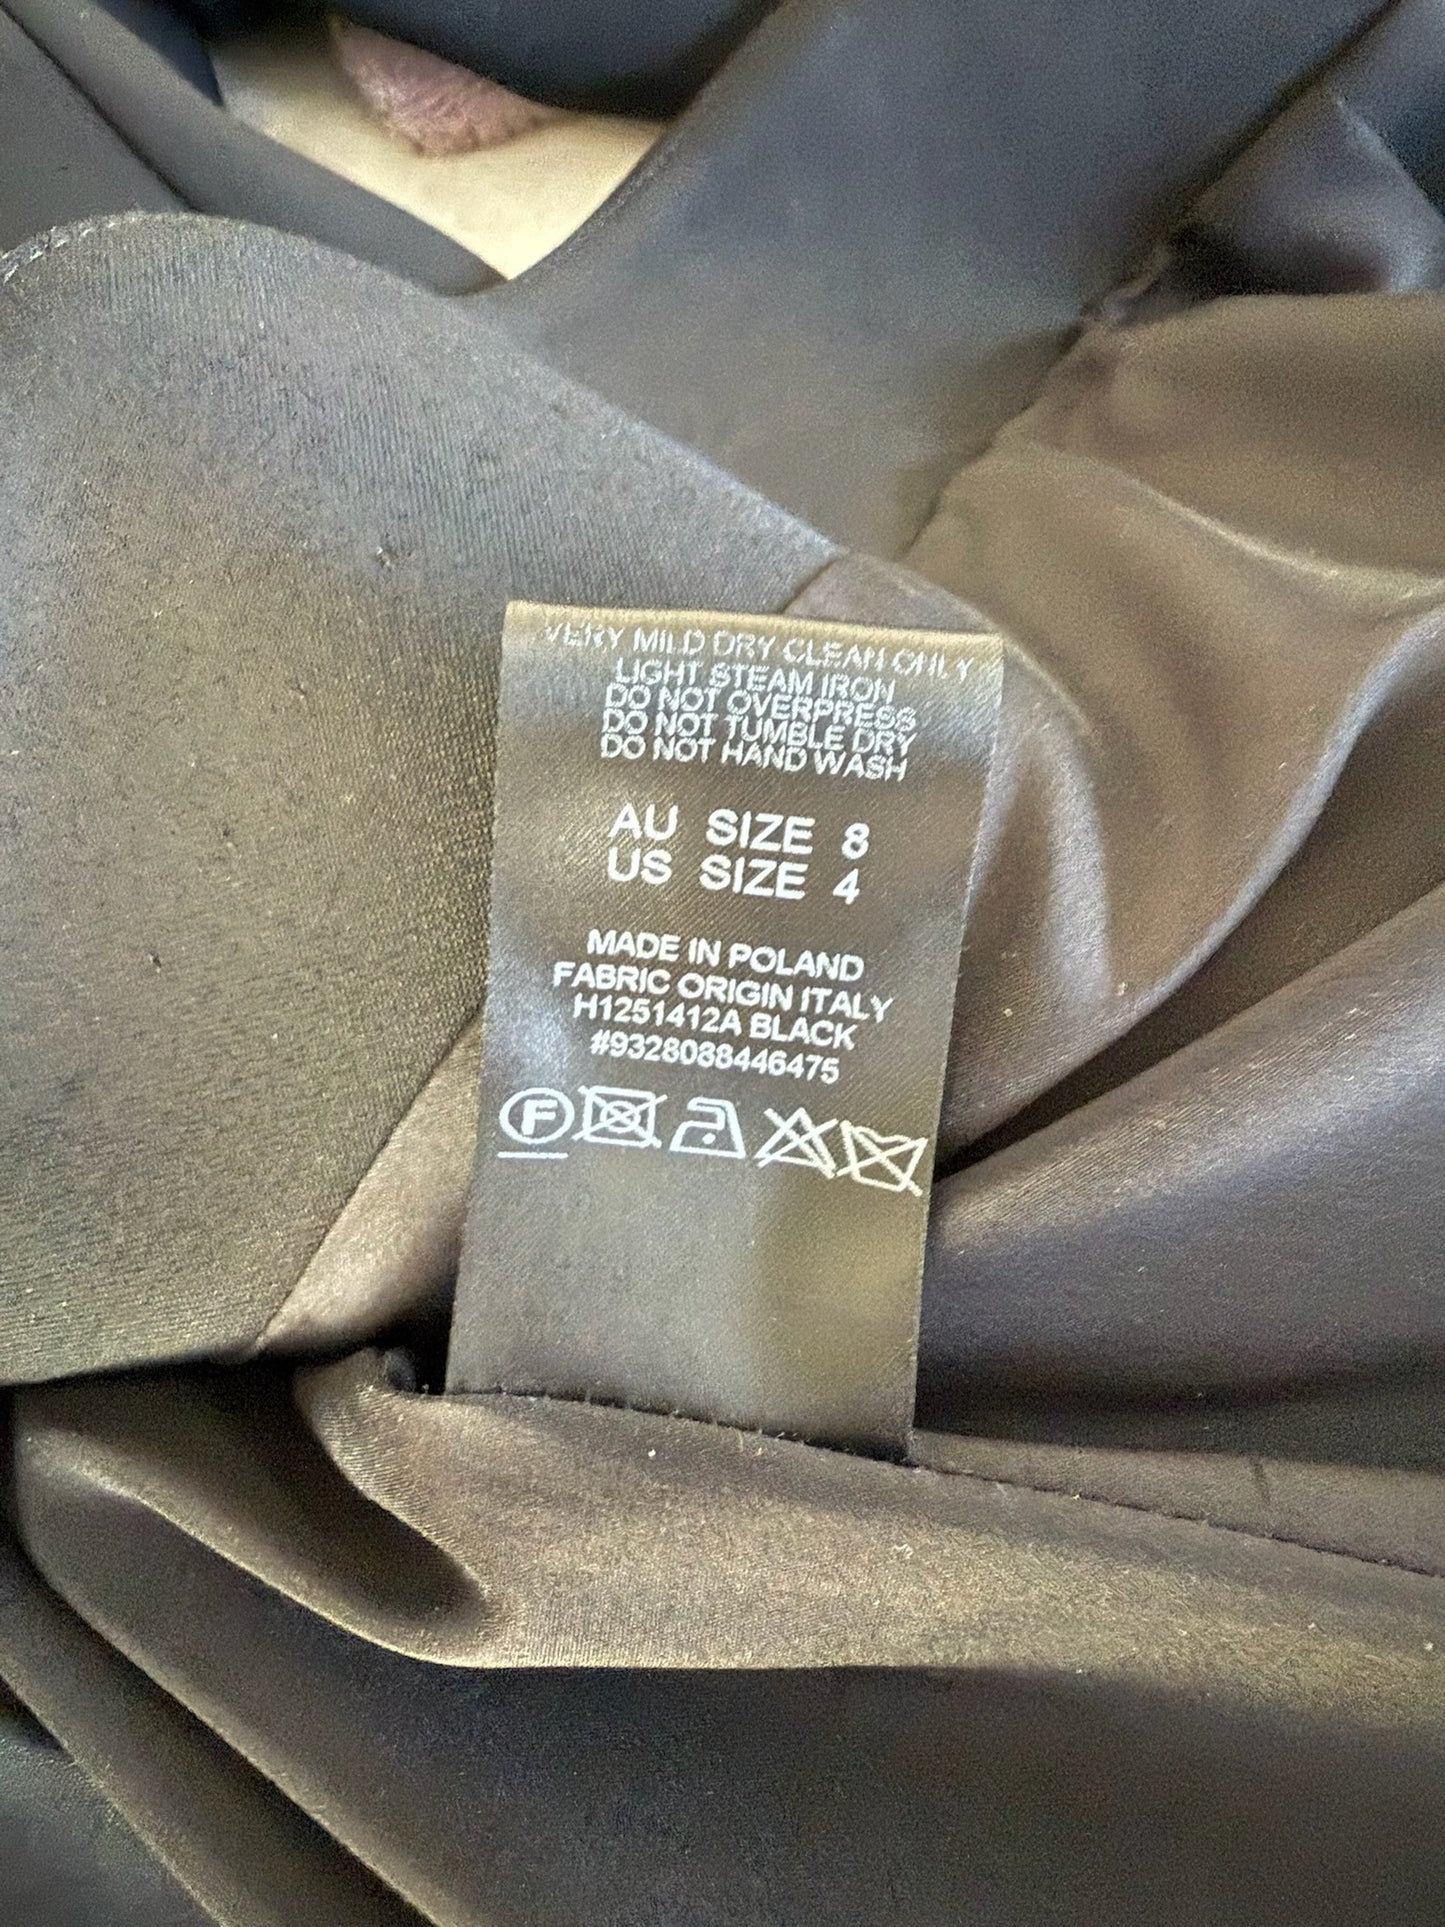 VERY MILD DRY CLEAN ONLY
LIGHT STEAM IRON
DO NOT OVERPRESS
DO NOT TUMBLE DRY
DO NOT HAND WASH
AU SIZE 8
US SIZE 4
MADE IN POLAND
FABRIC ORIGIN ITALY
H1251412A BLACK
#9328088446475
F